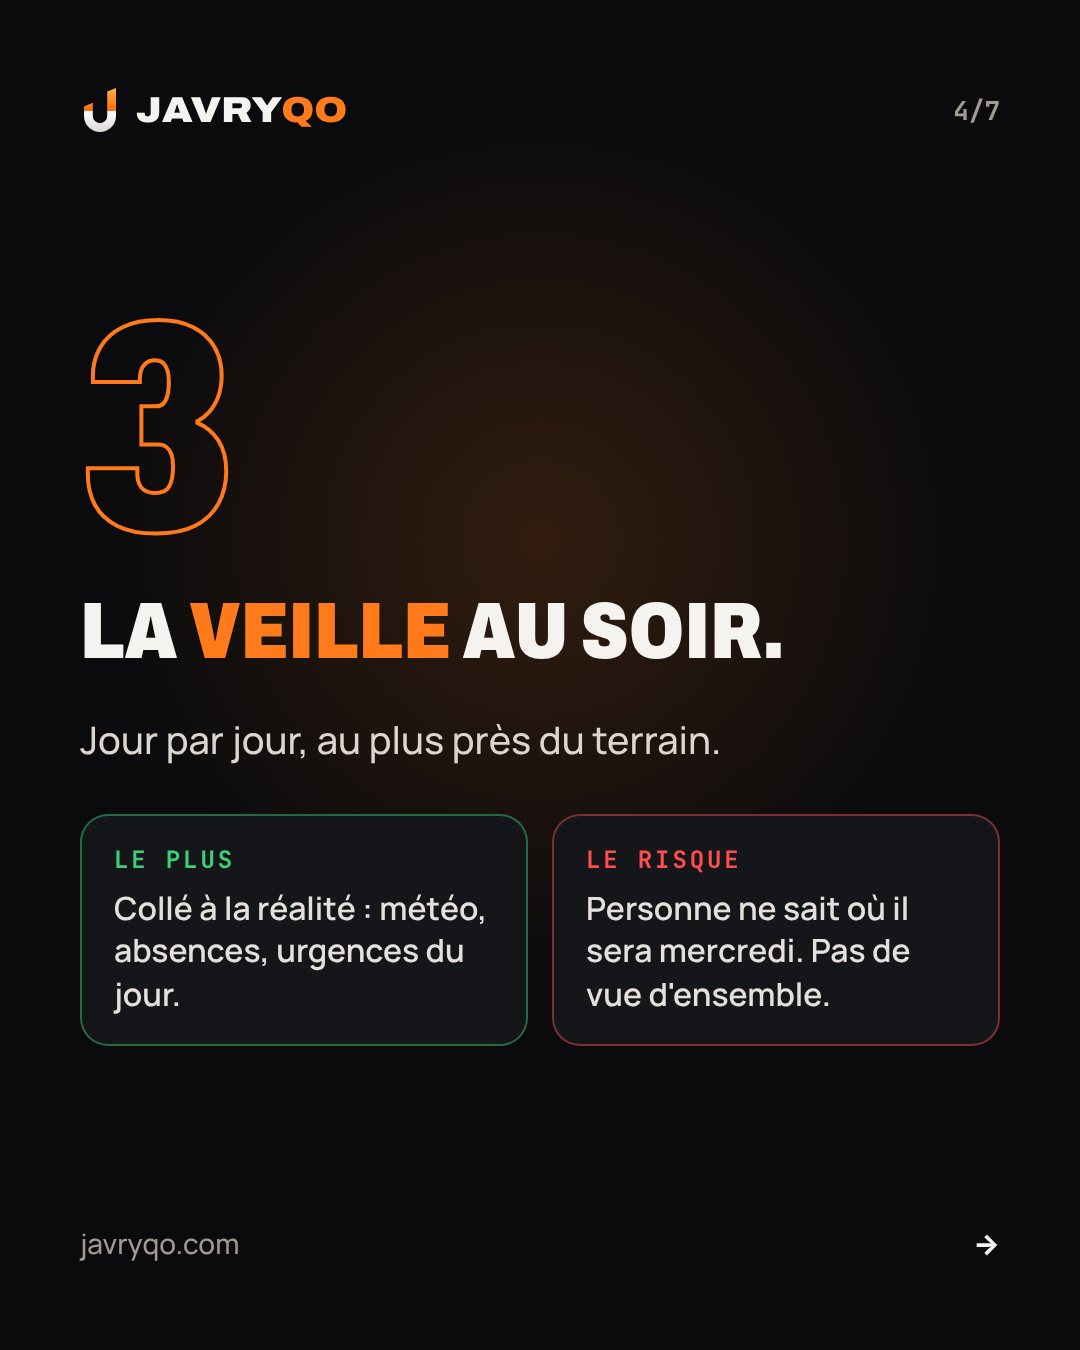 JAVRYQO
4/7
3
LA VEILLE AU SOIR.
Jour par jour, au plus près du terrain.
LE PLUS
Collé à la réalité : météo,
absences, urgences du
jour.
LE RISQUE
Personne ne sait où il
sera mercredi. Pas de
vue d'ensemble.
javryqo.com
→